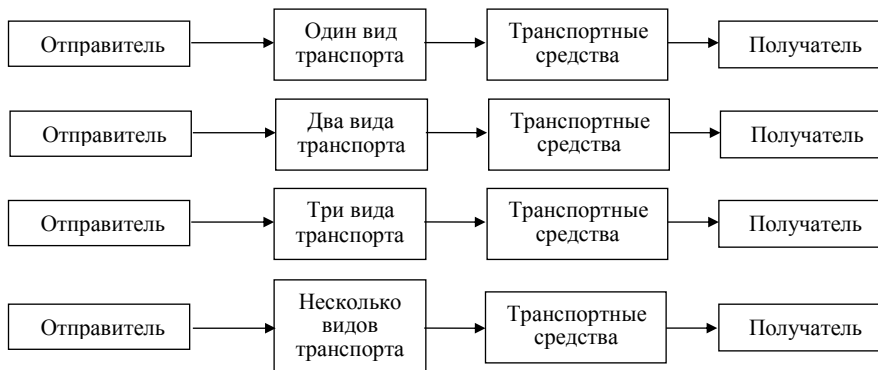 Отправитель
Один вид
транспорта
Транспортные
средства
Получатель
Отправитель
Два вида
транспорта
Транспортные
средства
Получатель
Отправитель
Три вида
транспорта
Транспортные
средства
Получатель
Отправитель
Несколько
видов
транспорта
Транспортные
средства
Получатель